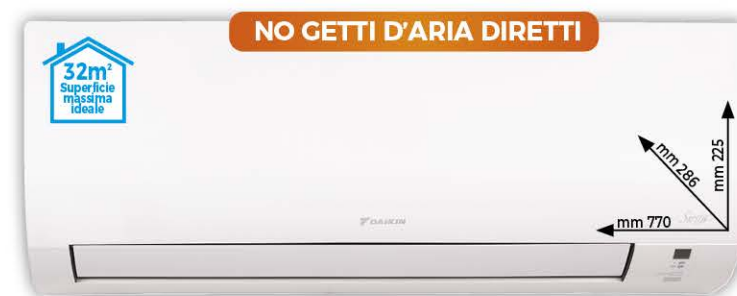 NO GETTI D'ARIA DIRETTI
32m²
Superficie
massima
ideale
mm 225
mm 286
mm 770
DAIKIN